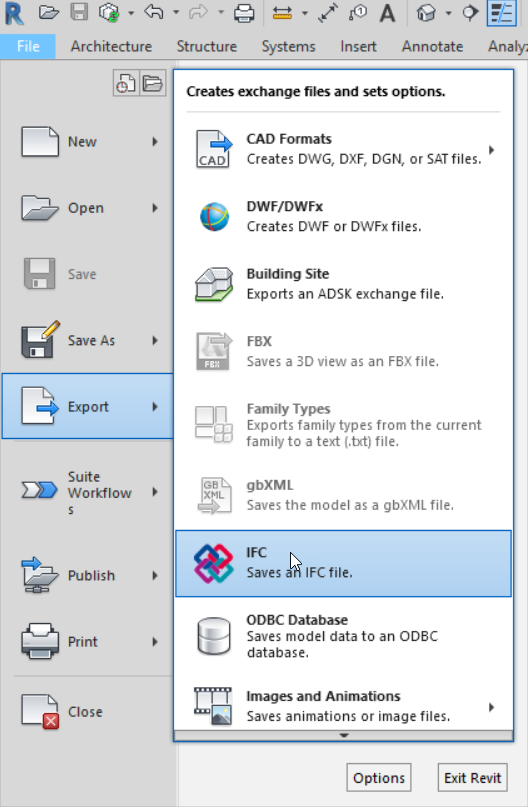 R
A
File
Architecture
Structure
Systems
Insert
Annotate
Analy
Creates exchange files and sets options.
New
Open
Save
Save As
Export
Suite
Workflow
s
Publish
Print
Close
CAD
CAD Formats
Creates DWG, DXF, DGN, or SAT files.
DWF/DWFx
Creates DWF or DWFx files.
Building Site
Exports an ADSK exchange file.
FBX
FBX
Saves a 3D view as an FBX file.
Family Types
Exports family types from the current
family to a text (.txt) file.
GB
XML
gbXML
Saves the model as a gbXML file.
IFC
Saves an IFC file.
ODBC Database
Saves model data to an ODBC
database.
Images and Animations
Saves animations or image files.
Options
Exit Revit